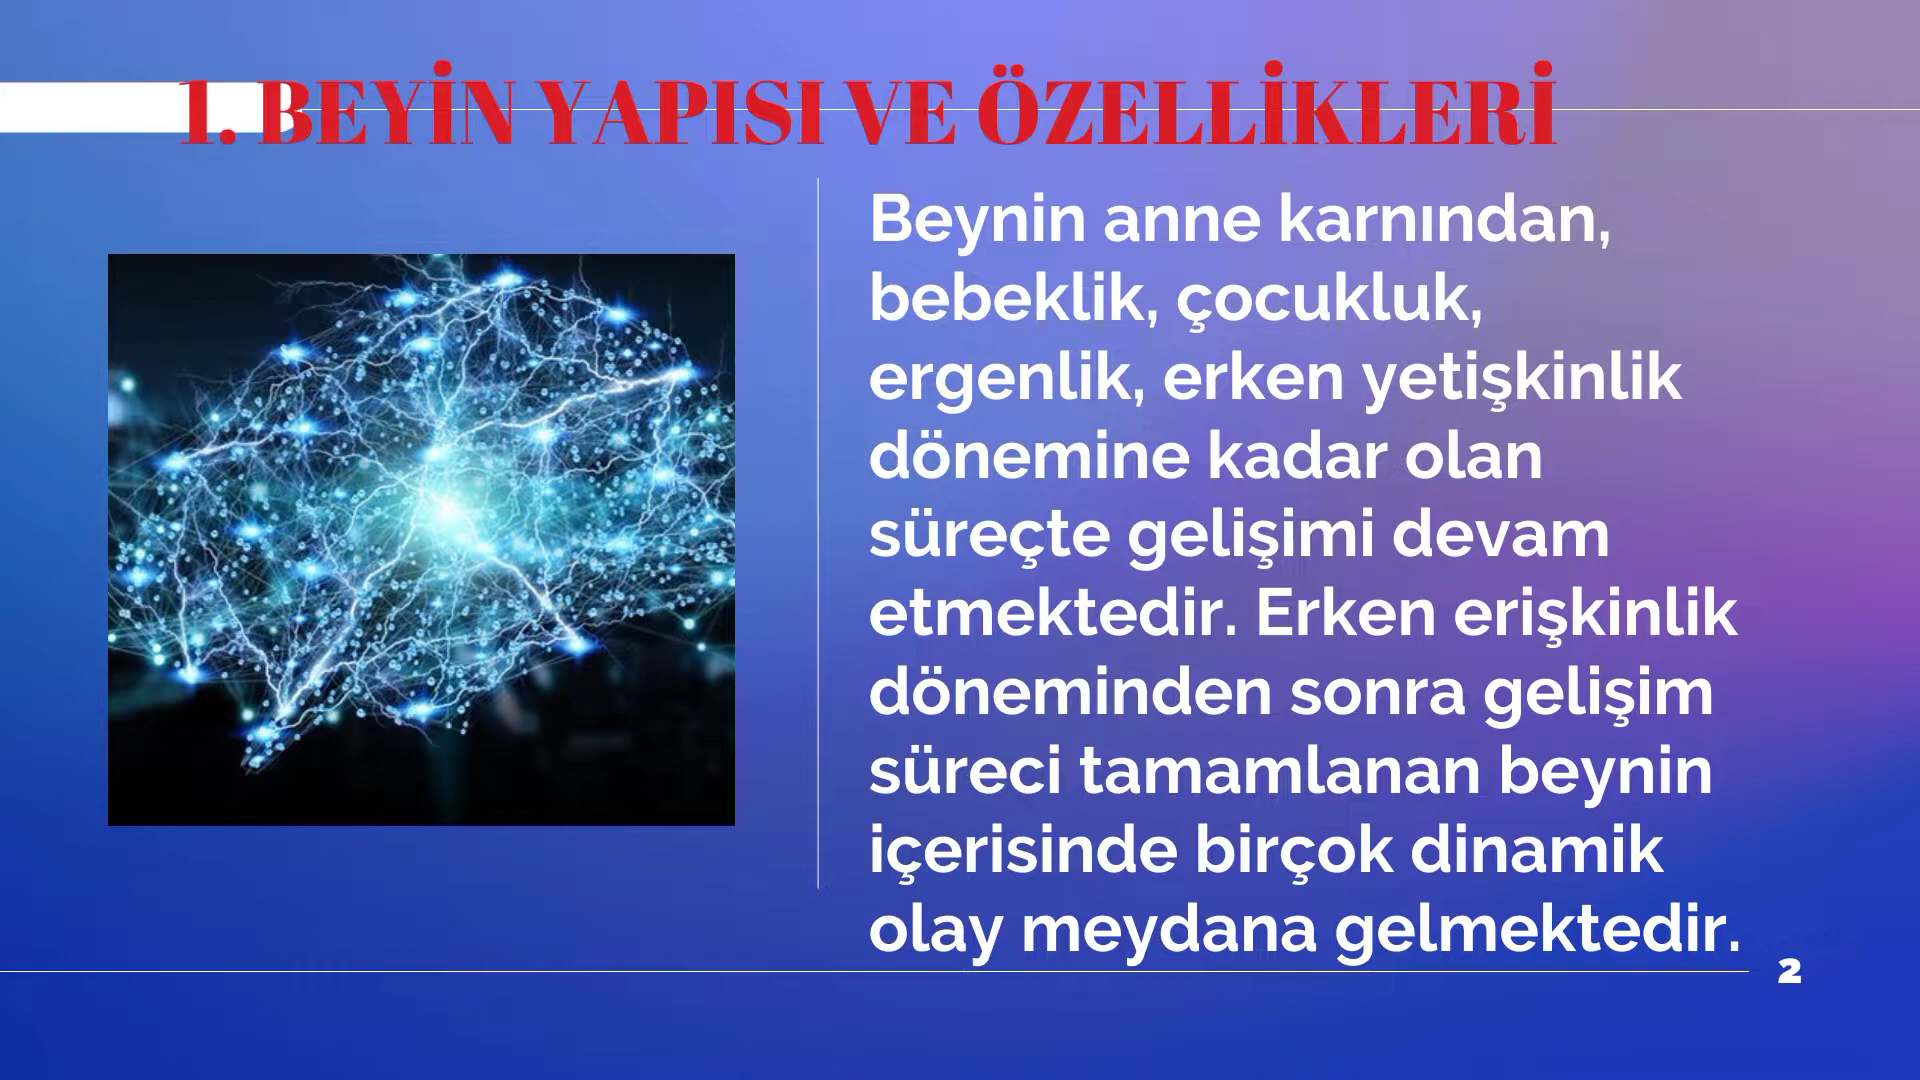 1. BEYİN YAPISI VE ÖZELLİKLERİ
Beynin anne karnından,
bebeklik, çocukluk,
ergenlik, erken yetişkinlik
dönemine kadar olan
süreçte gelişimi devam
etmektedir. Erken erişkinlik
döneminden sonra gelişim
süreci tamamlanan beynin
içerisinde birçok dinamik
olay meydana gelmektedir.
2